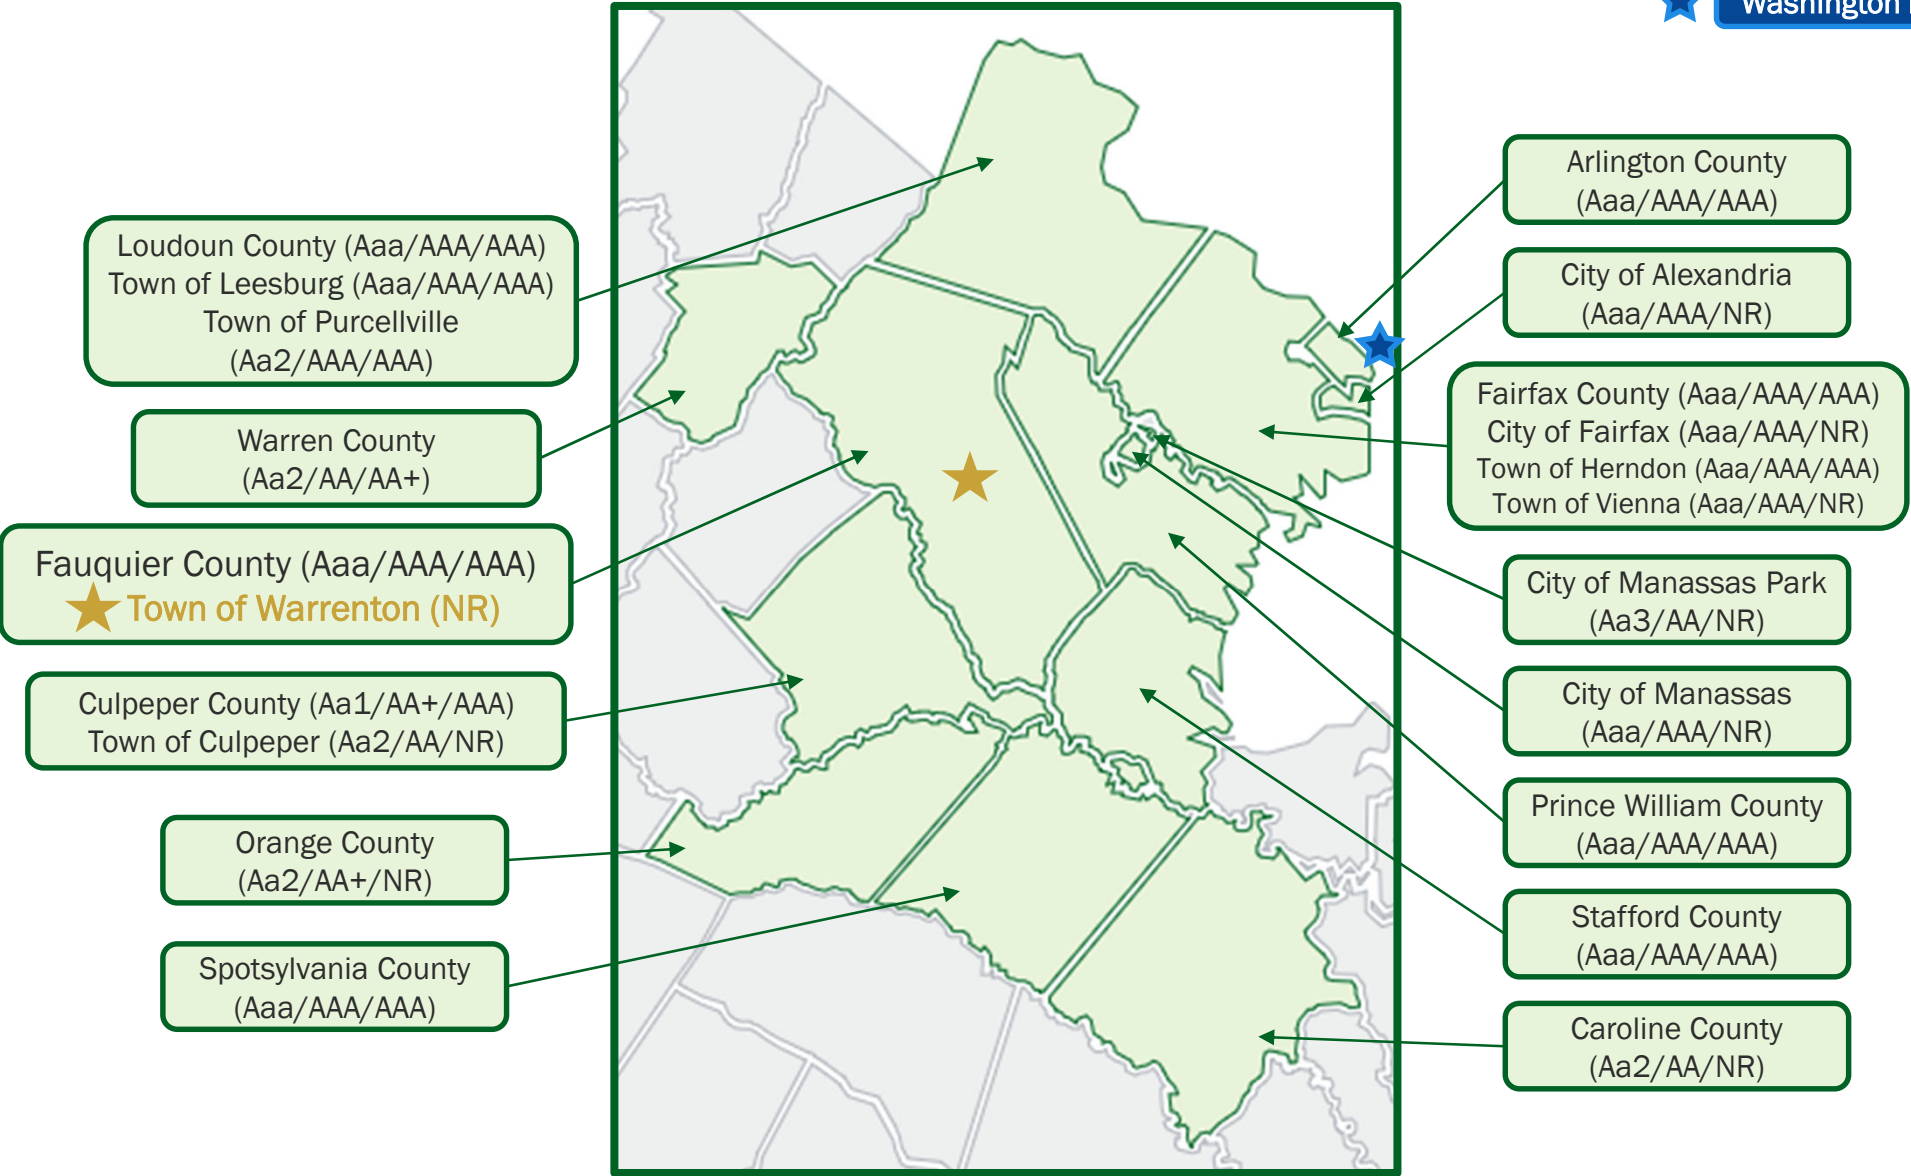 Washington
Loudoun County (Aaa/AAA/AAA)
Town of Leesburg (Aaa/AAA/AAA)
Town of Purcellville
(Aa2/AAA/AAA)
Warren County
(Aa2/AA/AA+)
Fauquier County (Aaa/AAA/AAA)
Town of Warrenton (NR)
Culpeper County (Aa1/AA+/AAA)
Town of Culpeper (Aa2/AA/NR)
Orange County
(Aa2/AA+/NR)
Spotsylvania County
(Aaa/AAA/AAA)
Arlington County
(Aaa/AAA/AAA)
City of Alexandria
(Aaa/AAA/NR)
Fairfax County (Aaa/AAA/AAA)
City of Fairfax (Aaa/AAA/NR)
Town of Herndon (Aaa/AAA/AAA)
Town of Vienna (Aaa/AAA/NR)
City of Manassas Park
(Aa3/AA/NR)
City of Manassas
(Aaa/AAA/NR)
Prince William County
(Aaa/AAA/AAA)
Stafford County
(Aaa/AAA/AAA)
Caroline County
(Aa2/AA/NR)